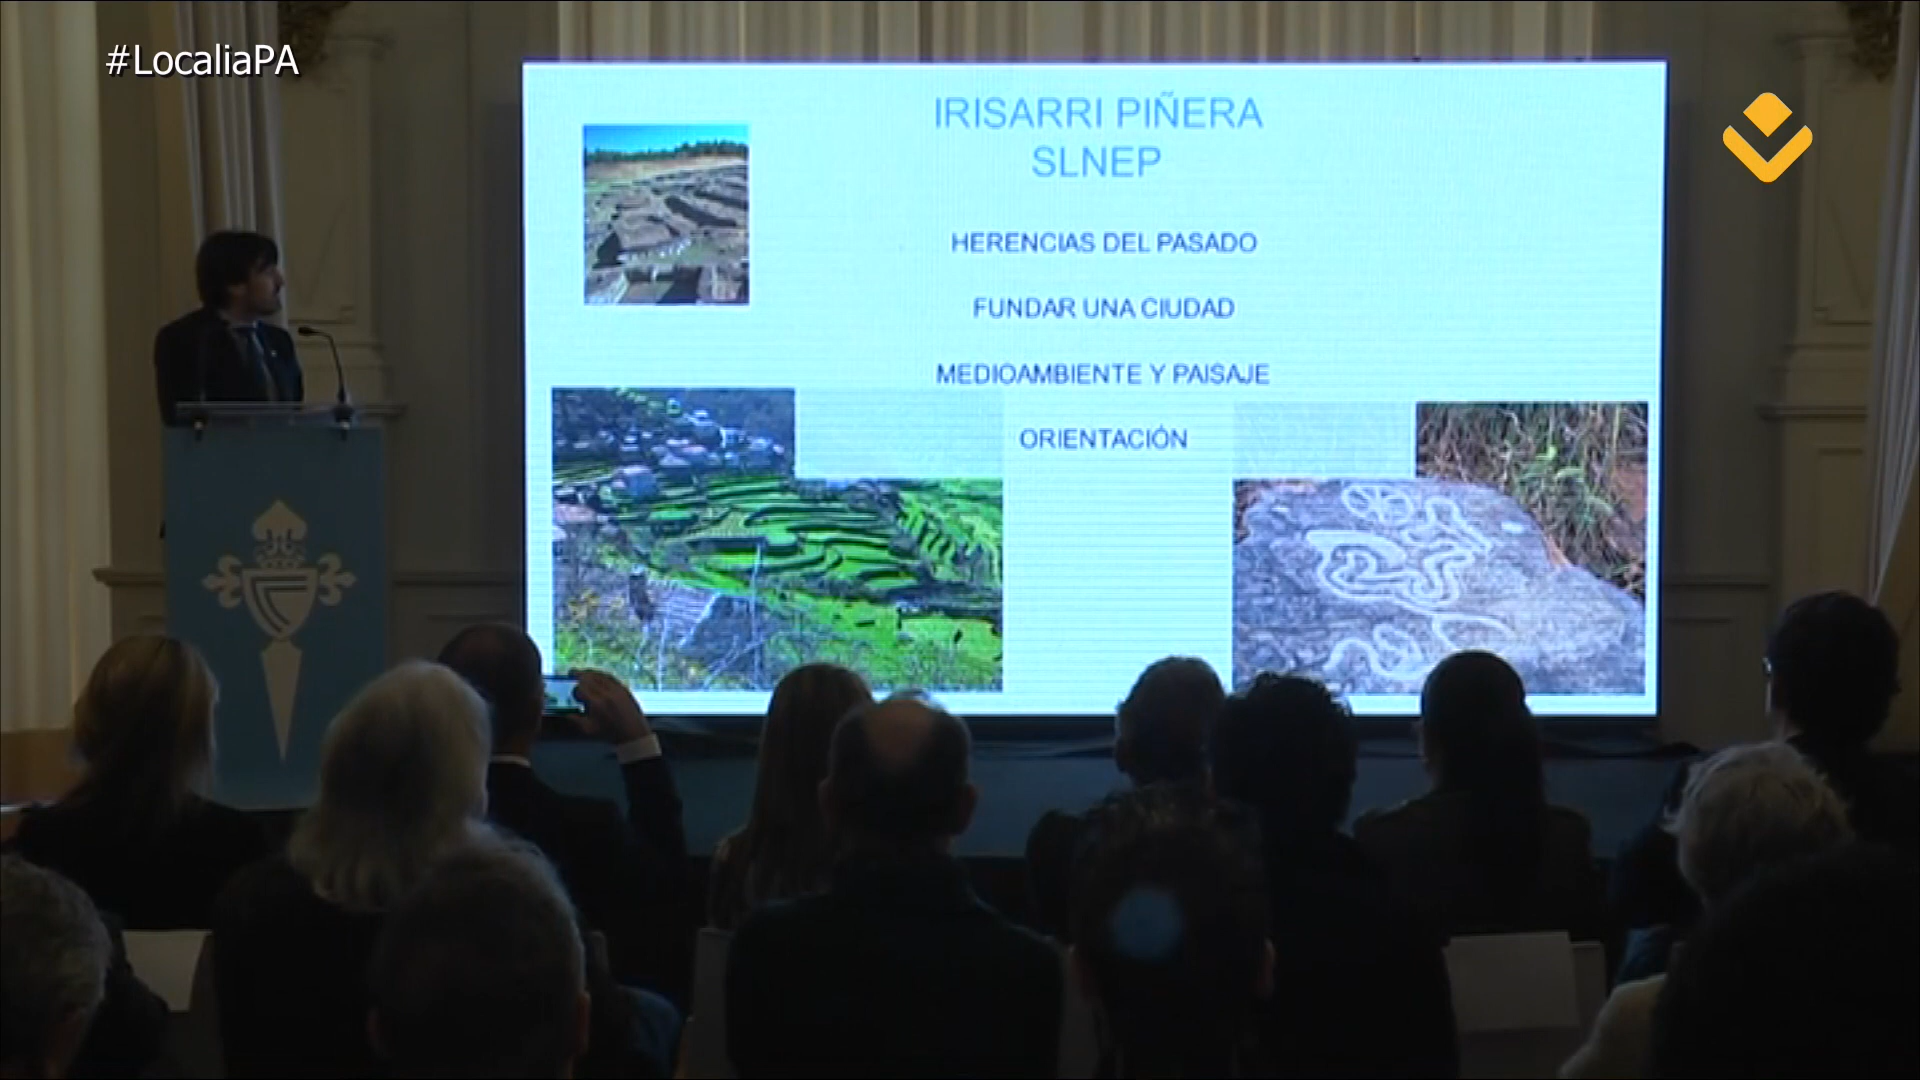 #LocaliaPA
IRISARRI PIÑERA
SLNEP
HERENCIAS DEL PASADO
FUNDAR UNA CIUDAD
MEDIOAMBIENTE Y PAISAJE
ORIENTACIÓN